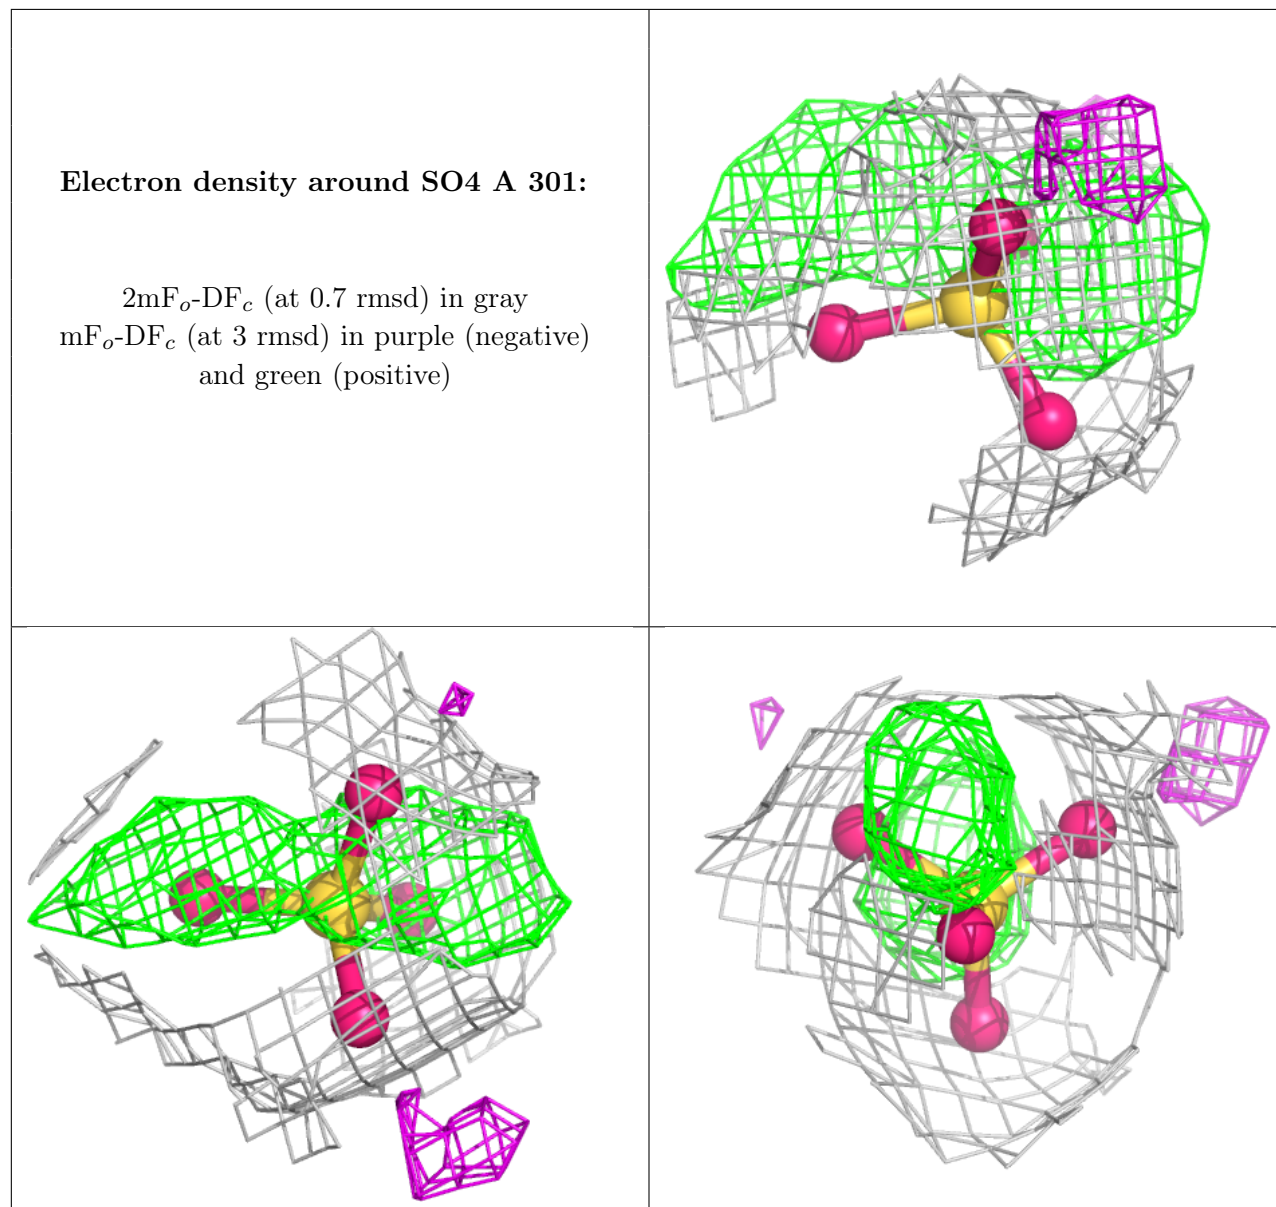 Electron density around SO4 A 301:
2mFo-DFc (at 0.7 rmsd) in gray
mFo-DFc (at 3 rmsd) in purple (negative)
and green (positive)